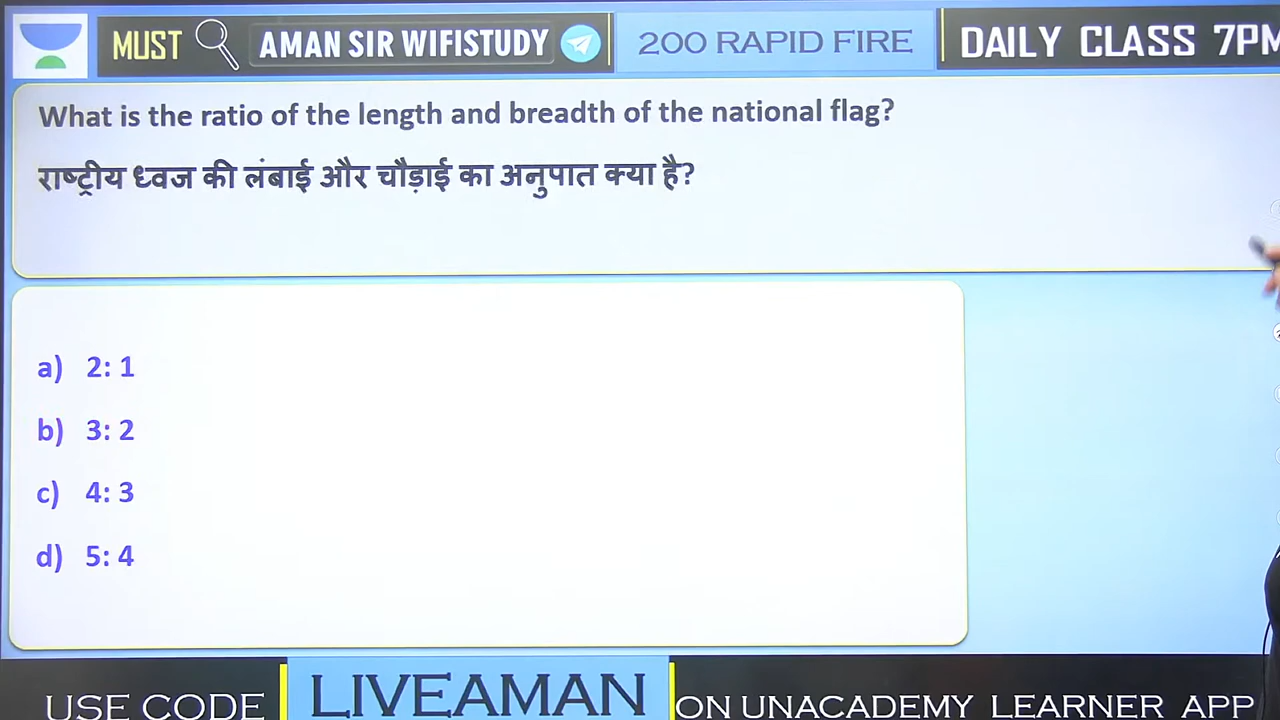 MUST AMAN SIR WIFISTUDY 200 RAPID FIRE DAILY CLASS 7PM
What is the ratio of the length and breadth of the national flag?
राष्ट्रीय ध्वज की लंबाई और चौड़ाई का अनुपात क्या है?
a) 2: 1
b) 3: 2
c) 4: 3
d) 5: 4
USE CODE LIVEAMAN ON UNACADEMY LEARNER APP